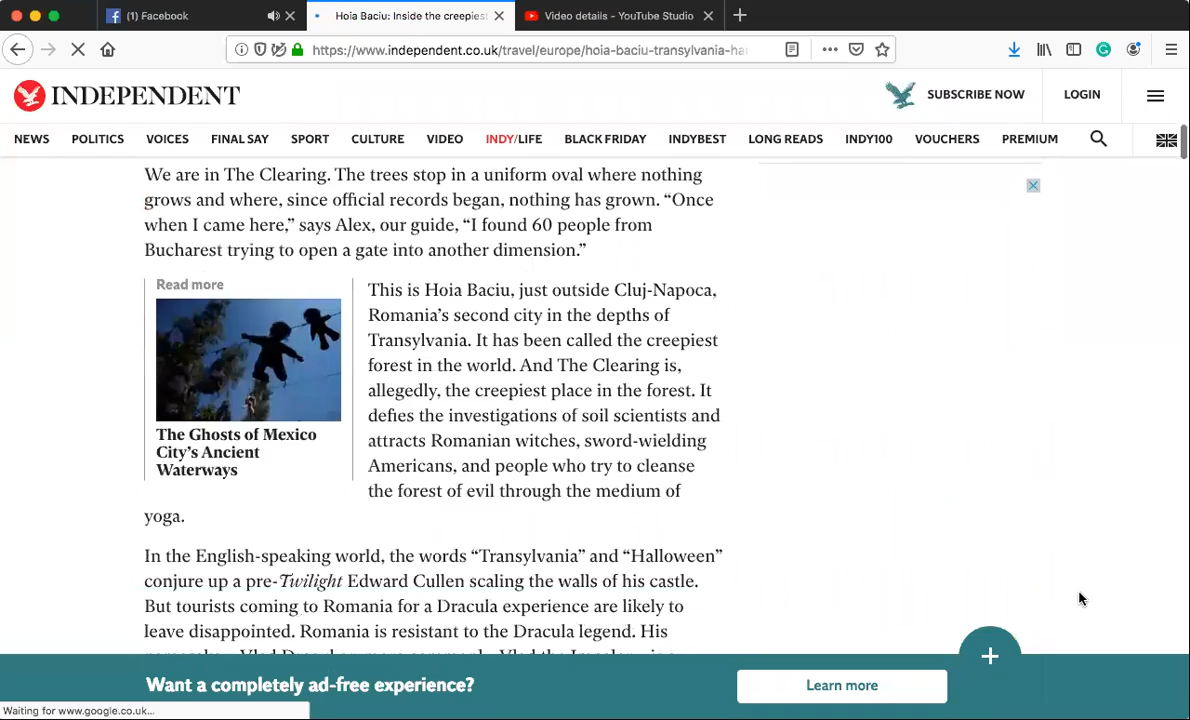 (1) Facebook
Hoia Baciu: Inside the creepiest
Video details - YouTube Studio
https://www.independent.co.uk/travel/europe/hoia-baciu-transylvania-ha
INDEPENDENT
SUBSCRIBE NOW
LOGIN
NEWS POLITICS VOICES FINAL SAY SPORT CULTURE VIDEO INDY/LIFE BLACK FRIDAY INDYBEST LONG READS INDY100 VOUCHERS PREMIUM
We are in The Clearing. The trees stop in a uniform oval where nothing
grows and where, since official records began, nothing has grown. “Once
when I came here,” says Alex, our guide, “I found 60 people from
Bucharest trying to open a gate into another dimension.”
Read more
The Ghosts of Mexico
City’s Ancient
Waterways
This is Hoia Baciu, just outside Cluj-Napoca,
Romania’s second city in the depths of
Transylvania. It has been called the creepiest
forest in the world. And The Clearing is,
allegedly, the creepiest place in the forest. It
defies the investigations of soil scientists and
attracts Romanian witches, sword-wielding
Americans, and people who try to cleanse
the forest of evil through the medium of
yoga.
In the English-speaking world, the words “Transylvania” and “Halloween”
conjure up a pre-Twilight Edward Cullen scaling the walls of his castle.
But tourists coming to Romania for a Dracula experience are likely to
leave disappointed. Romania is resistant to the Dracula legend. His
Want a completely ad-free experience?
Learn more
Waiting for www.google.co.uk...